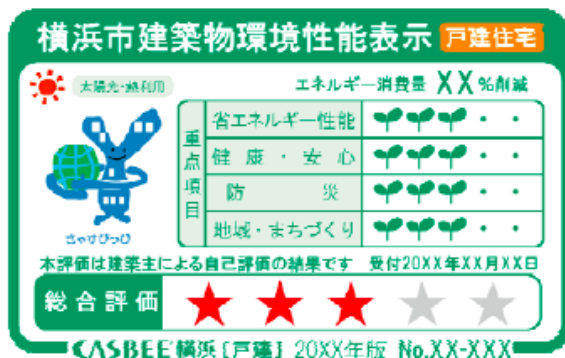 横浜市建築物環境性能表示 戸建住宅
太陽光・熱利用
エネルギー消費量 XX%削減
重点項目
省エネルギー性能
健康・安心
防災
地域・まちづくり
きゃすびっぴ
本評価は建築主による自己評価の結果です 受付20XX年XX月XX日
総合評価
CASBEE横浜[戸建]20XX年版 No.XX-XXX